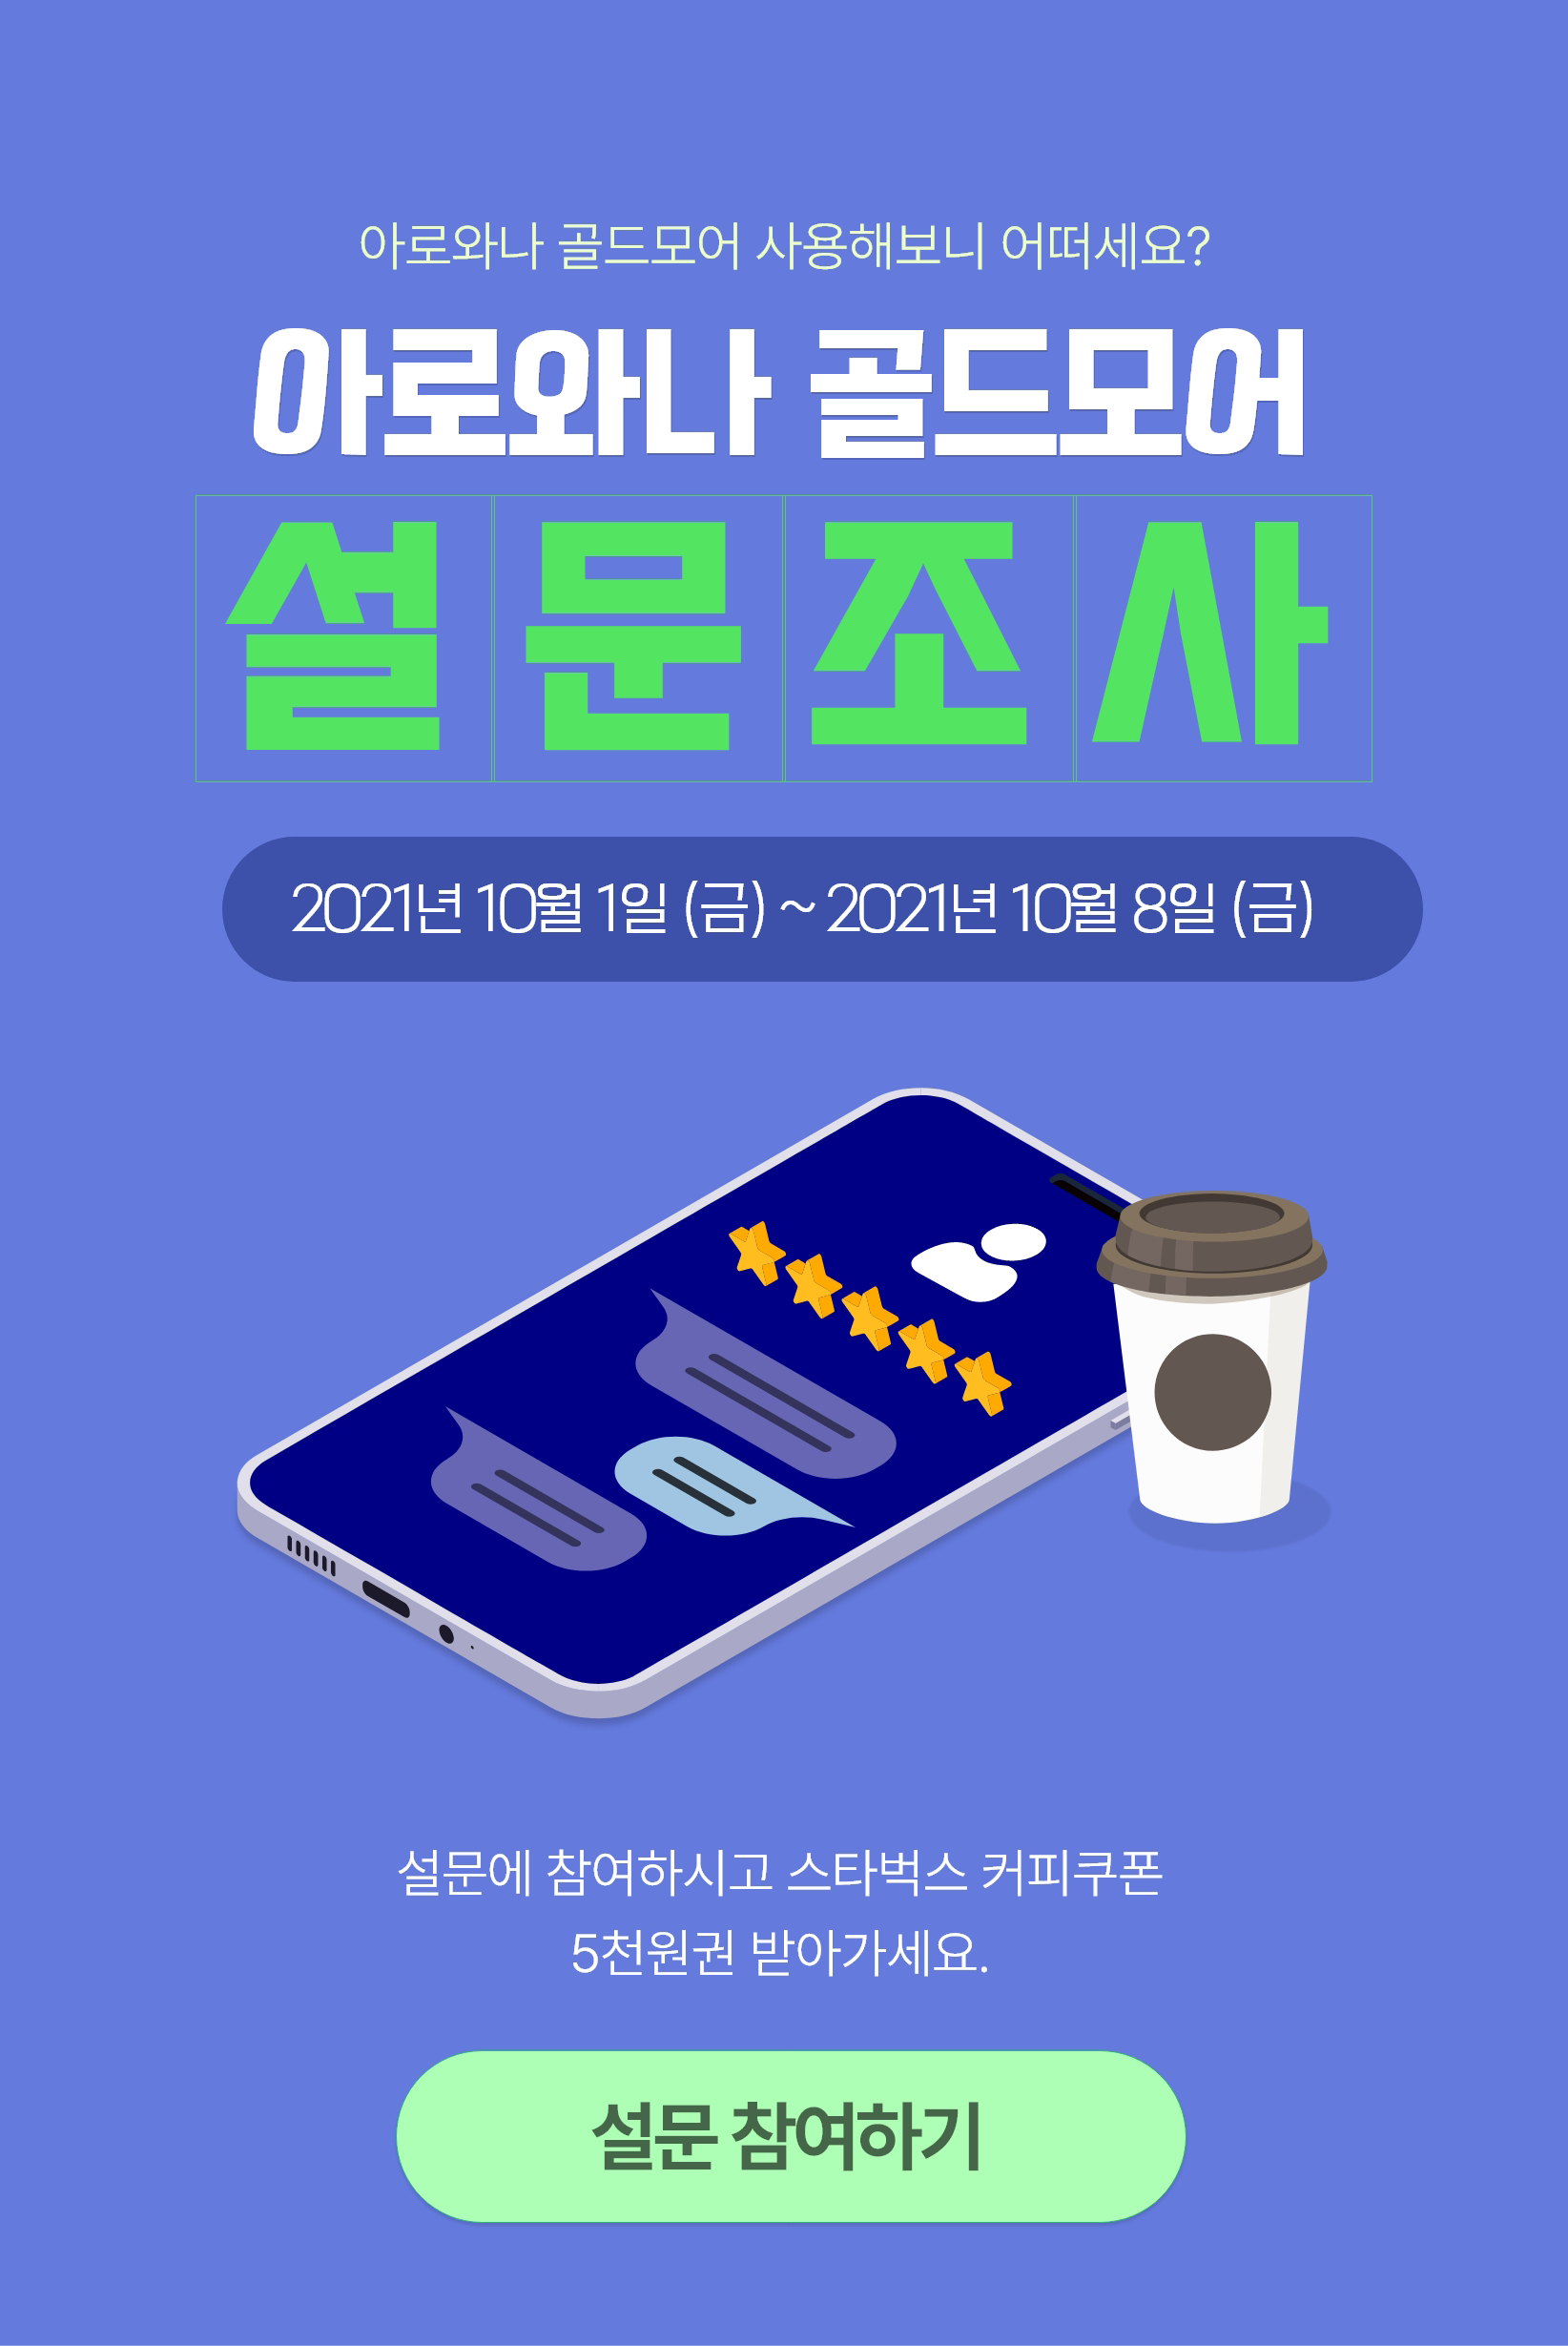 아로와나 골드모어 사용해보니 어떠세요?
아로와나 골드모어
설문조사
2021년 10월 1일 (금) ~ 2021년 10월 8일 (금)
설문에 참여하시고 스타벅스 커피쿠폰
5천원권 받아가세요.
설문 참여하기